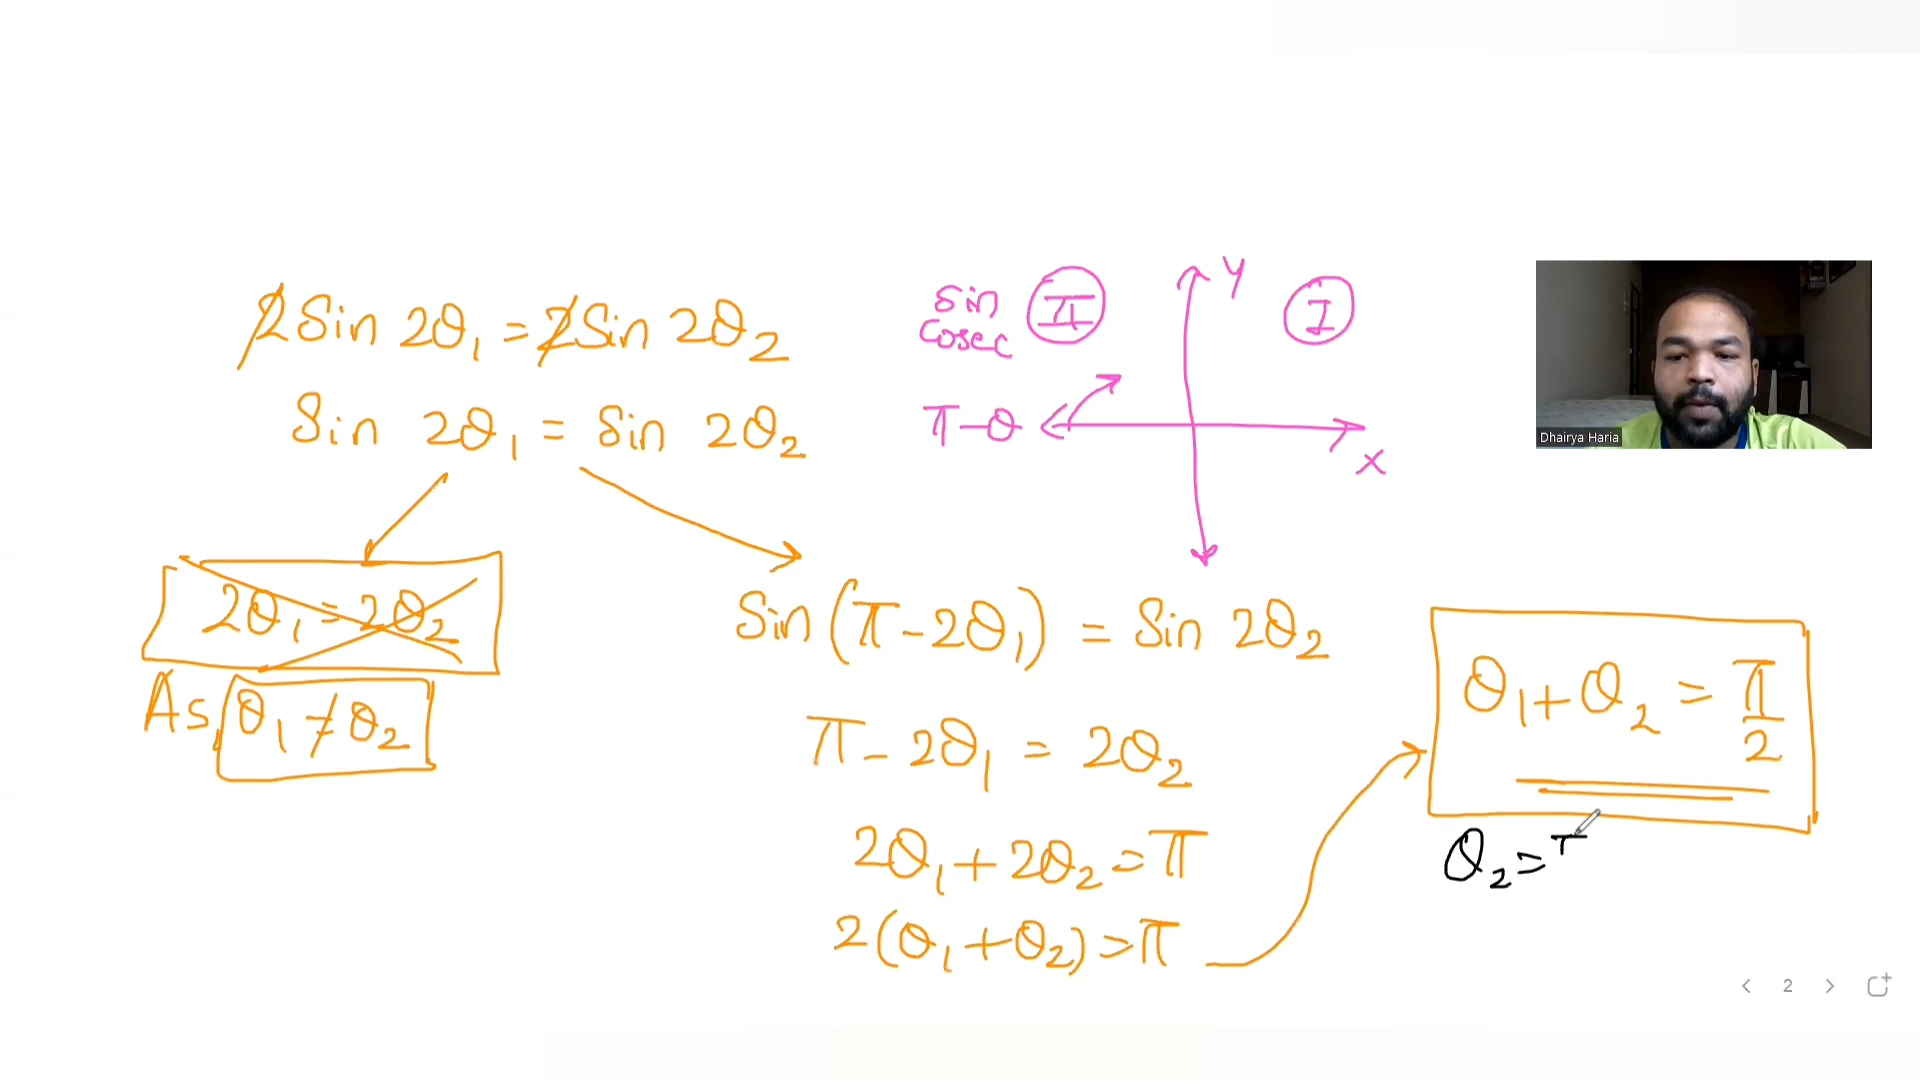 2 Sin 2θ₁ = 2 Sin 2θ₂
Sin 2θ₁ = Sin 2θ₂
2θ₁ = 2θ₂
As, θ₁ ≠ θ₂
sin
cosec
II
I
y
x
π-θ
Sin (π - 2θ₁) = Sin 2θ₂
π - 2θ₁ = 2θ₂
2θ₁ + 2θ₂ = π
2(θ₁ + θ₂) = π
θ₁ + θ₂ = π/2
θ₂ =
Dhairya Haria
2